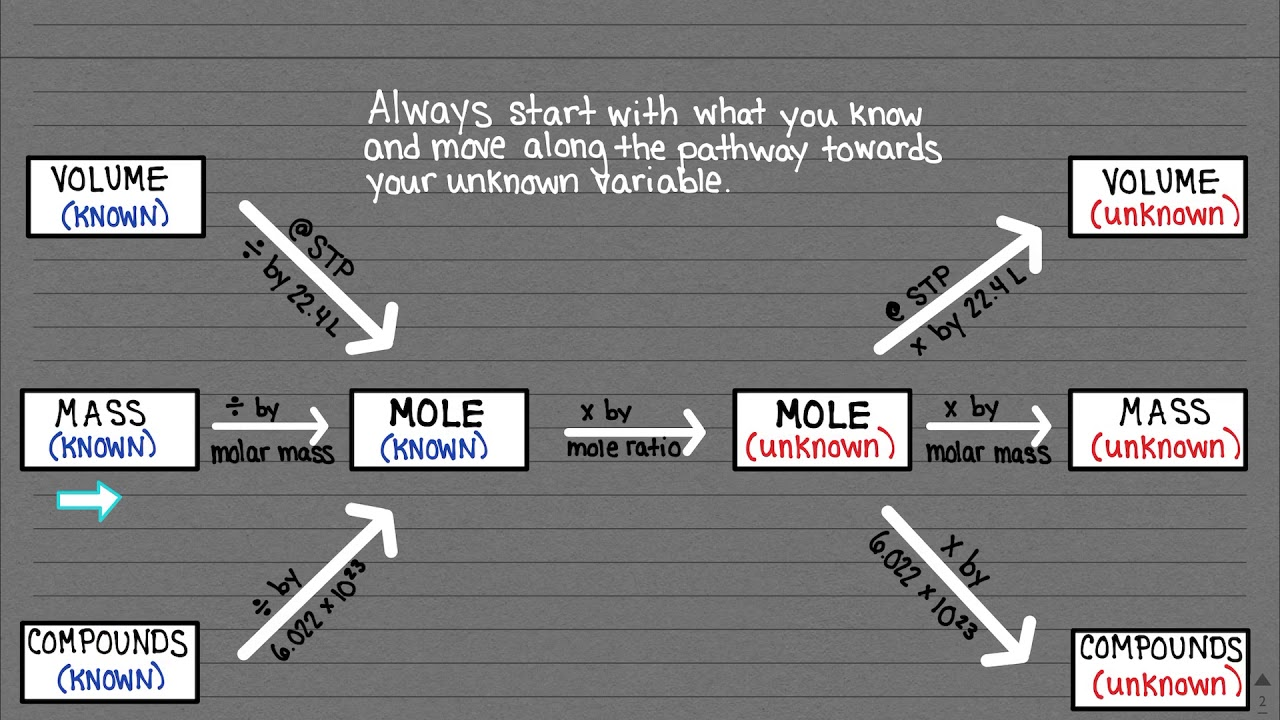 Always start with what you know
and move along the pathway towards
your unknown variable.
VOLUME
(KNOWN)
@STP
÷ by 22.4 L
VOLUME
(unknown)
@ STP
x by 22.4 L
MASS
(KNOWN)
÷ by
molar mass
MOLE
(KNOWN)
x by
mole ratio
MOLE
(unknown)
x by
molar mass
MASS
(unknown)
÷ by
6.022 x 10²³
X by
6.022 x 10²³
COMPOUNDS
(KNOWN)
COMPOUNDS
(unknown)
2